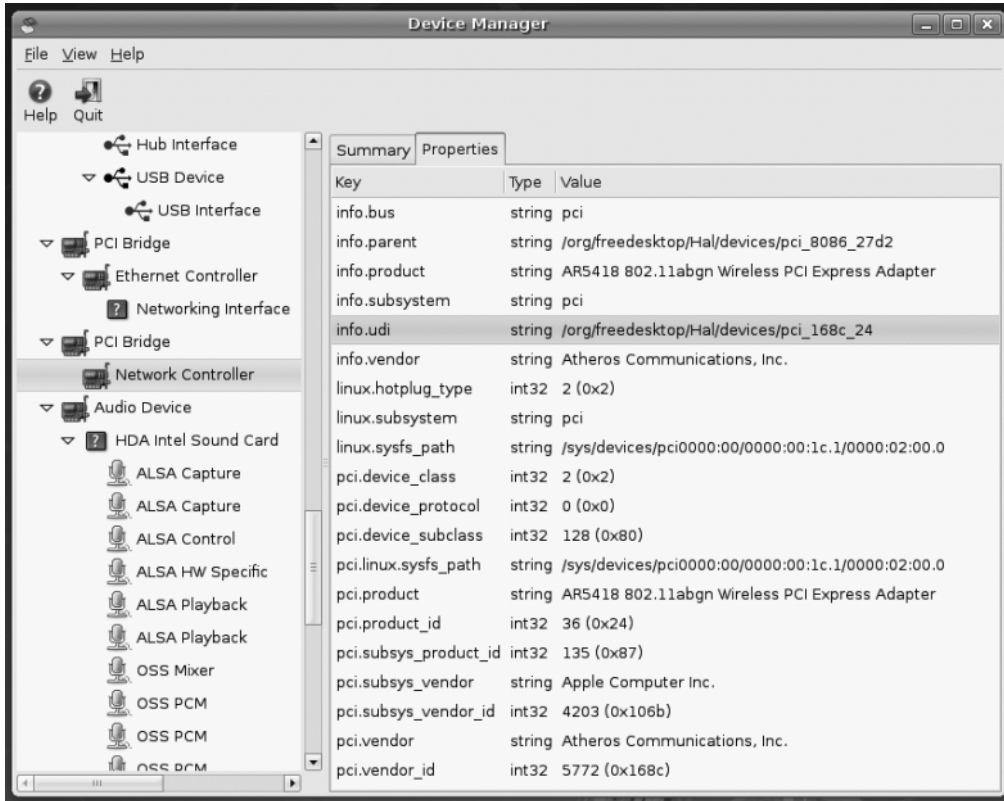 Device Manager
File View Help
Help Quit
Hub Interface
USB Device
USB Interface
PCI Bridge
Ethernet Controller
Networking Interface
PCI Bridge
Network Controller
Audio Device
HDA Intel Sound Card
ALSA Capture
ALSA Capture
ALSA Control
ALSA HW Specific
ALSA Playback
ALSA Playback
OSS Mixer
OSS PCM
OSS PCM
OSS PCM
Summary Properties
Key Type Value
info.bus string pci
info.parent string /org/freedesktop/Hal/devices/pci_8086_27d2
info.product string AR5418 802.11abgn Wireless PCI Express Adapter
info.subsystem string pci
info.udi string /org/freedesktop/Hal/devices/pci_168c_24
info.vendor string Atheros Communications, Inc.
linux.hotplug_type int32 2 (0x2)
linux.subsystem string pci
linux.sysfs_path string /sys/devices/pci0000:00/0000:00:1c.1/0000:02:00.0
pci.device_class int32 2 (0x2)
pci.device_protocol int32 0 (0x0)
pci.device_subclass int32 128 (0x80)
pci.linux.sysfs_path string /sys/devices/pci0000:00/0000:00:1c.1/0000:02:00.0
pci.product string AR5418 802.11abgn Wireless PCI Express Adapter
pci.product_id int32 36 (0x24)
pci.subsys_product_id int32 135 (0x87)
pci.subsys_vendor string Apple Computer Inc.
pci.subsys_vendor_id int32 4203 (0x106b)
pci.vendor string Atheros Communications, Inc.
pci.vendor_id int32 5772 (0x168c)